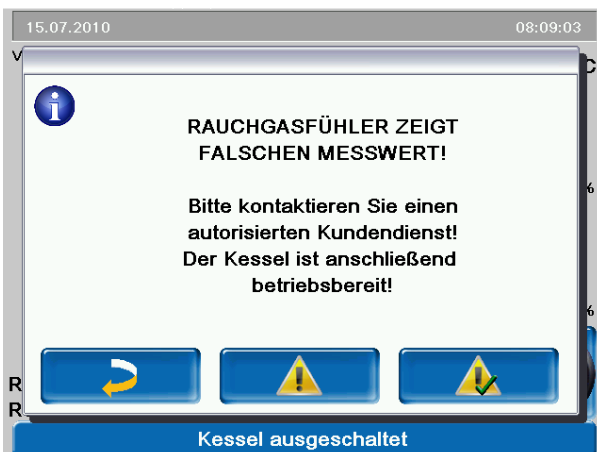 15.07.2010 08:09:03
V
C
RAUCHGASFÜHLER ZEIGT
FALSCHEN MESSWERT!
%
Bitte kontaktieren Sie einen
autorisierten Kundendienst!
Der Kessel ist anschließend
betriebsbereit!
%
R
R
Kessel ausgeschaltet